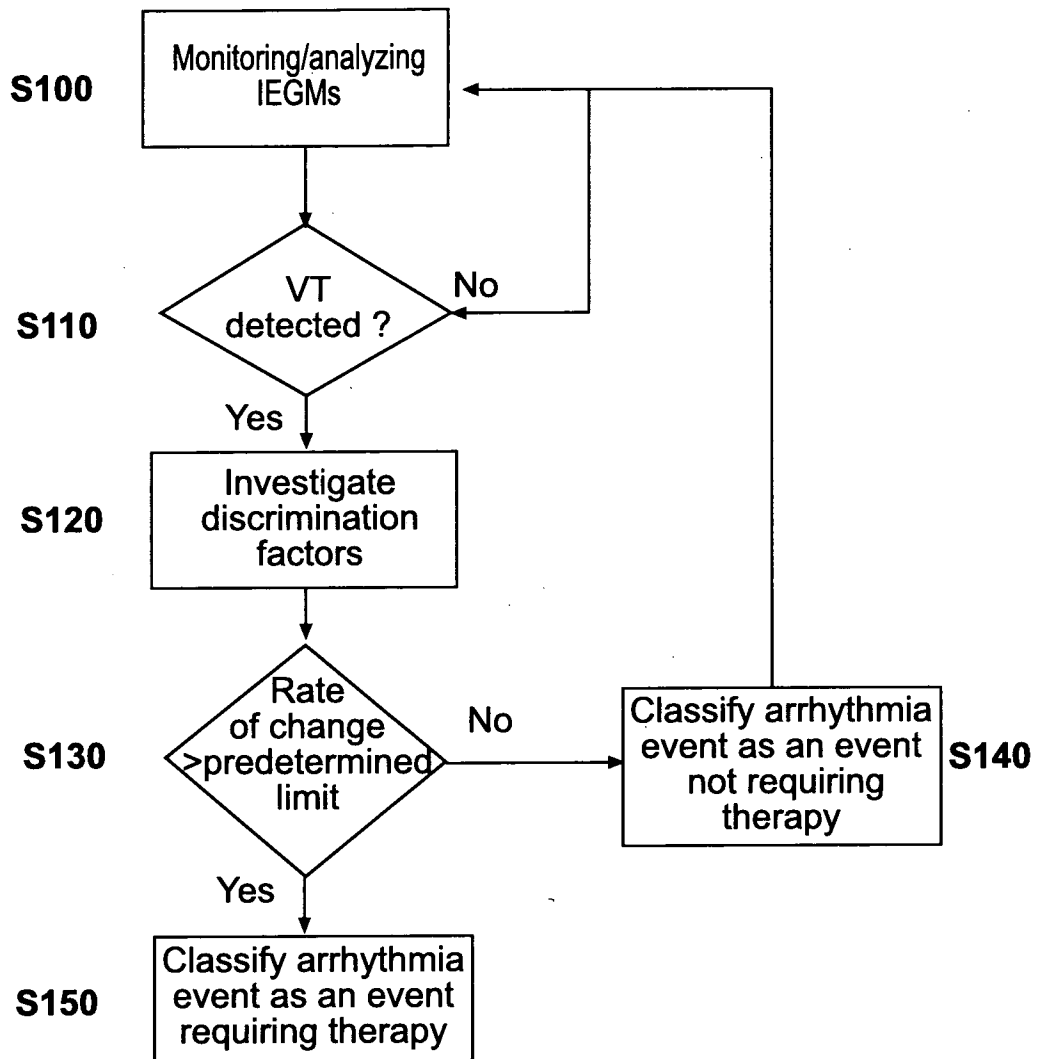 S100
Monitoring/analyzing
IEGMs
S110
VT
detected ?
No
Yes
S120
Investigate
discrimination
factors
S130
Rate
of change
>predetermined
limit
No
Classify arrhythmia
event as an event
not requiring
therapy
S140
Yes
S150
Classify arrhythmia
event as an event
requiring therapy